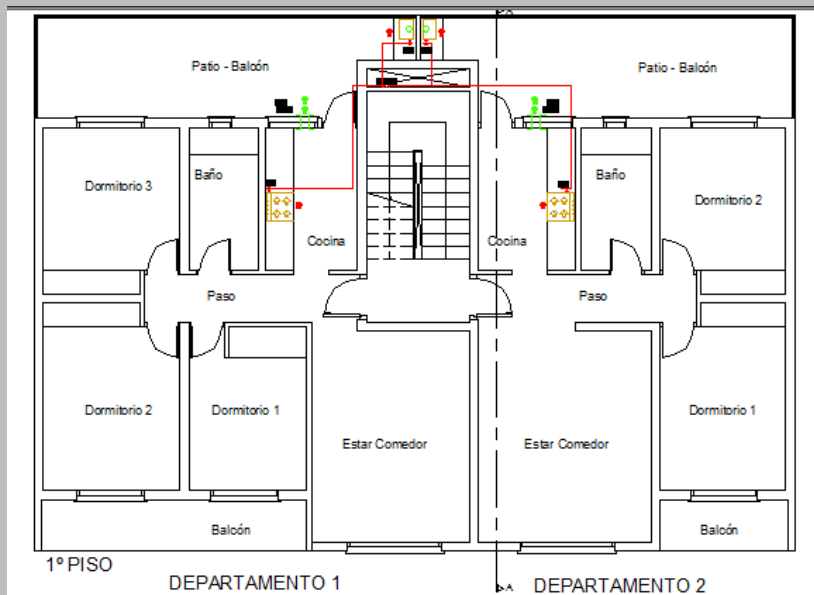 Patio - Balcón
Patio - Balcón
Dormitorio 3
Baño
Baño
Dormitorio 2
Cocina
Cocina
Paso
Paso
Dormitorio 2
Dormitorio 1
Estar Comedor
Estar Comedor
Dormitorio 1
Balcón
Balcón
1º PISO
DEPARTAMENTO 1
A
DEPARTAMENTO 2